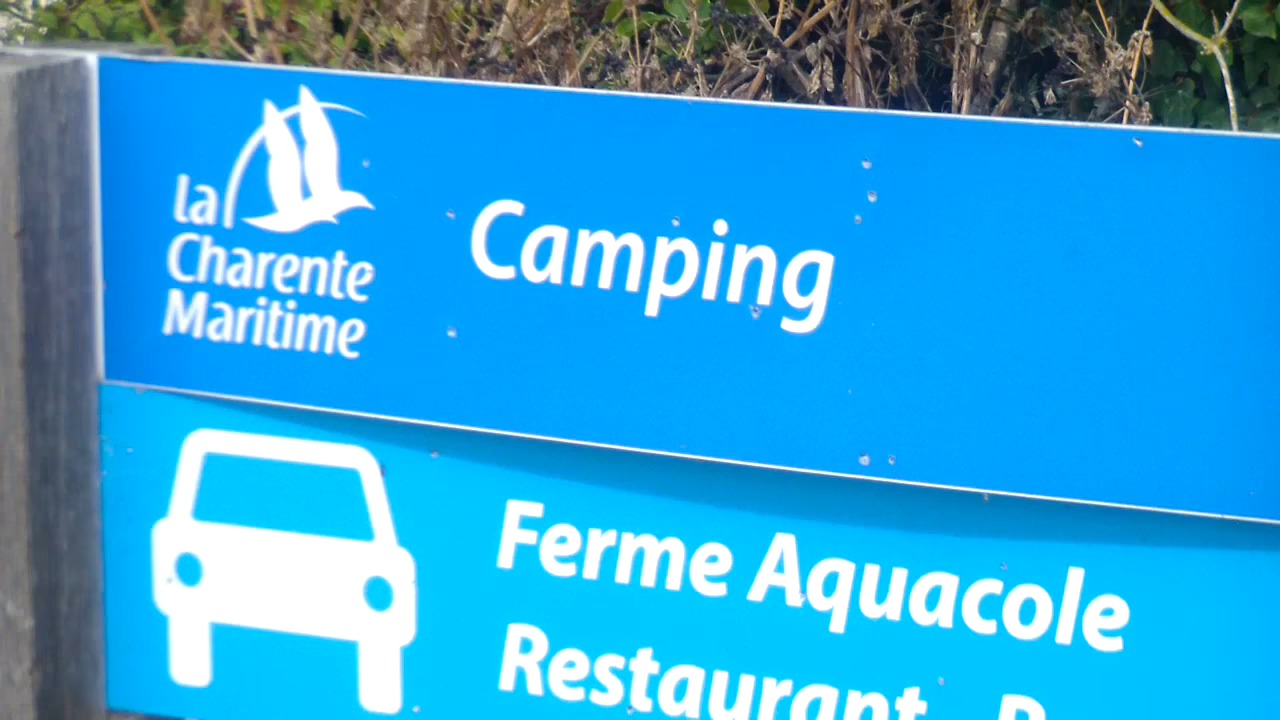 la
Charente
Maritime
Camping
Ferme Aquacole
Restaurant